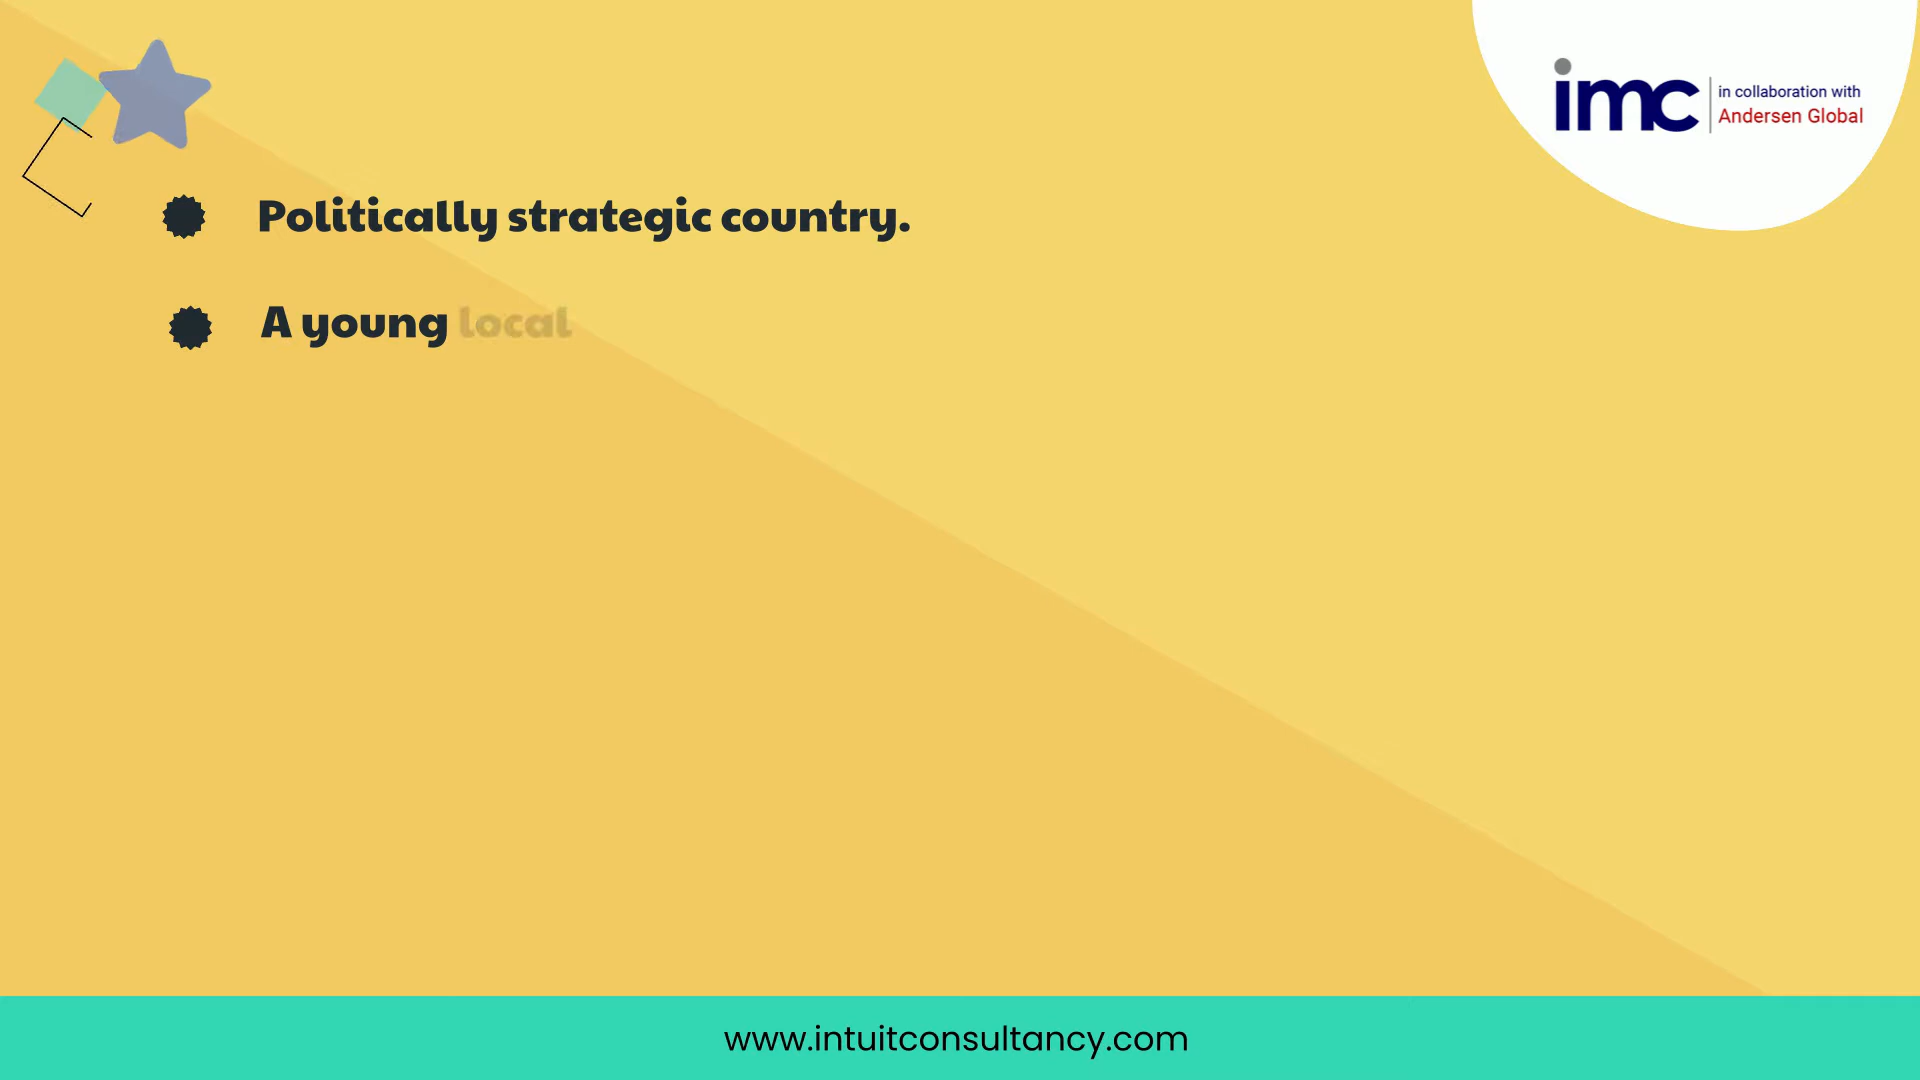 imc
in collaboration with
Andersen Global
Politically strategic country.
A young local
www.intuitconsultancy.com